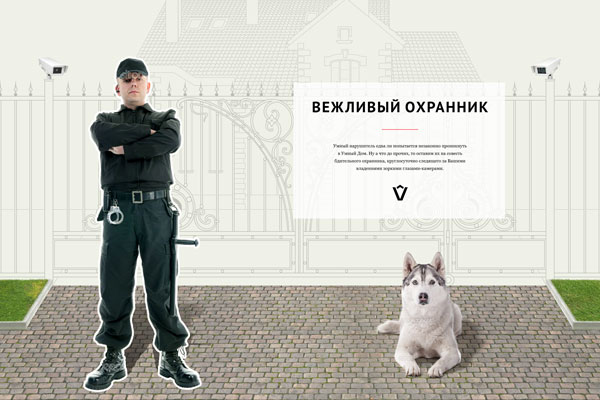 ВЕЖЛИВЫЙ ОХРАННИК
Умный нарушитель едва ли попытается незаконно проникнуть
в Умный Дом. Ну а что до прочих, то оставим их на совесть
бдительного охранника, круглосуточно следящего за Вашими
владениями зоркими глазами-камерами.